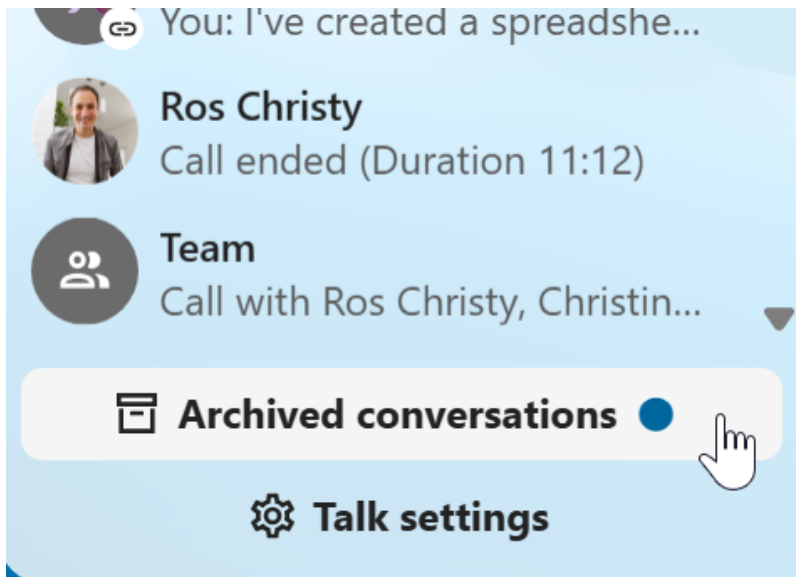 You: I've created a spreadshe...
Ros Christy
Call ended (Duration 11:12)
Team
Call with Ros Christy, Christin...
Archived conversations
Talk settings